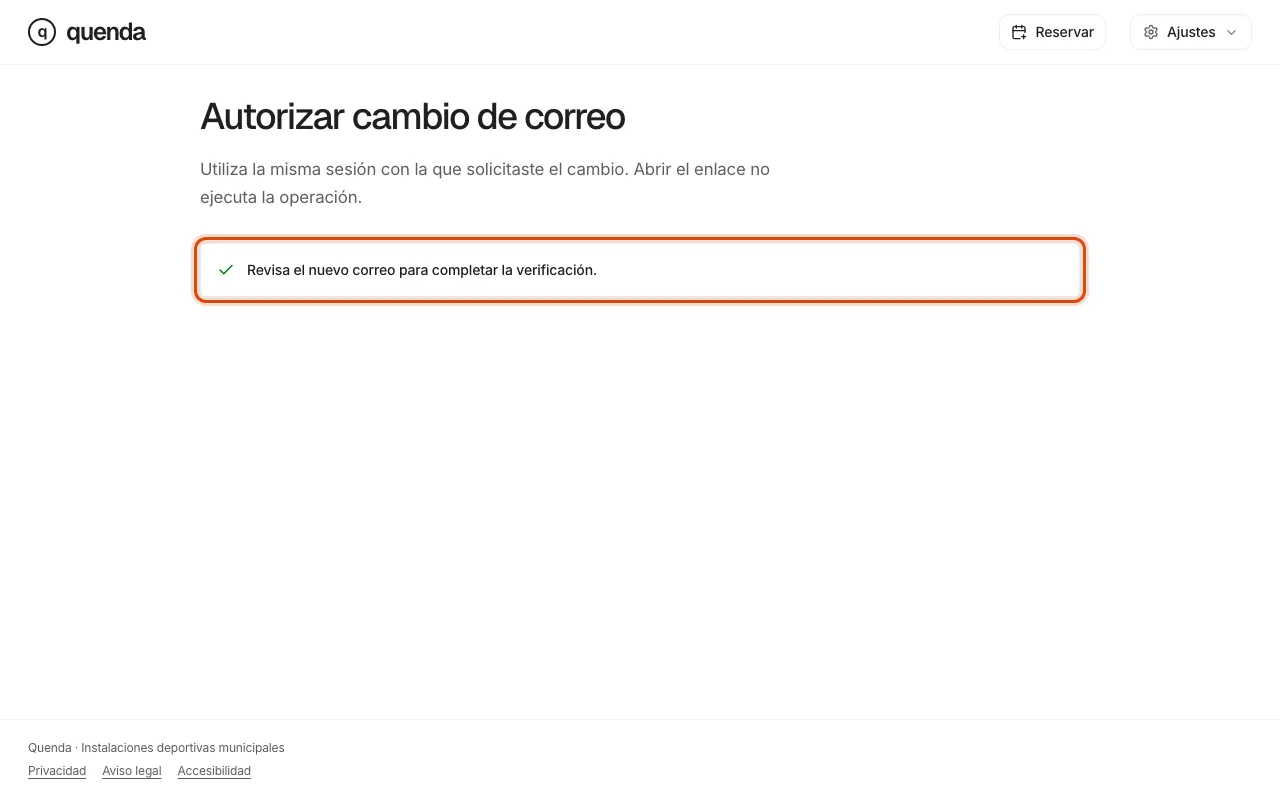 q quenda
Reservar
Ajustes
Autorizar cambio de correo
Utiliza la misma sesión con la que solicitaste el cambio. Abrir el enlace no
ejecuta la operación.
Revisa el nuevo correo para completar la verificación.
Quenda · Instalaciones deportivas municipales
Privacidad Aviso legal Accesibilidad